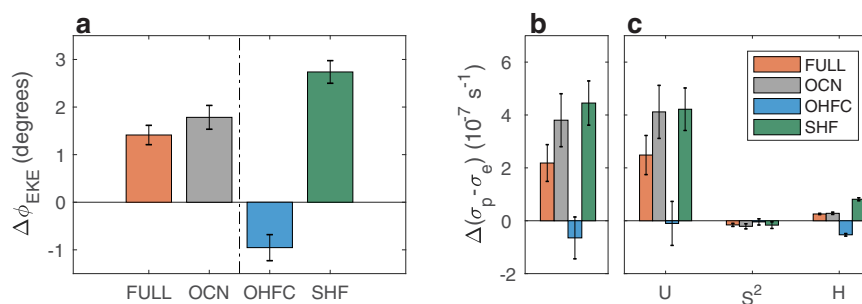 a
b
c
Δϕ_EKE (degrees)
3
2
1
0
-1
FULL OCN OHFC SHF
Δ(σ_p-σ_e) (10^-7 s^-1)
6
4
2
0
-2
FULL
OCN
OHFC
SHF
U S^2 H